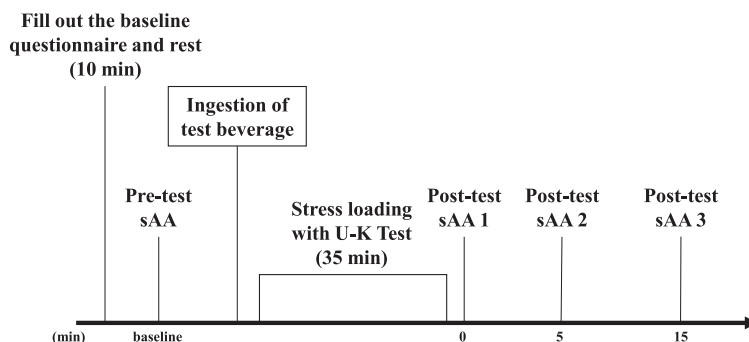 Fill out the baseline
questionnaire and rest
(10 min)
Ingestion of
test beverage
Pre-test
sAA
Stress loading
with U-K Test
(35 min)
Post-test
sAA 1
Post-test
sAA 2
Post-test
sAA 3
(min)
baseline
0
5
15